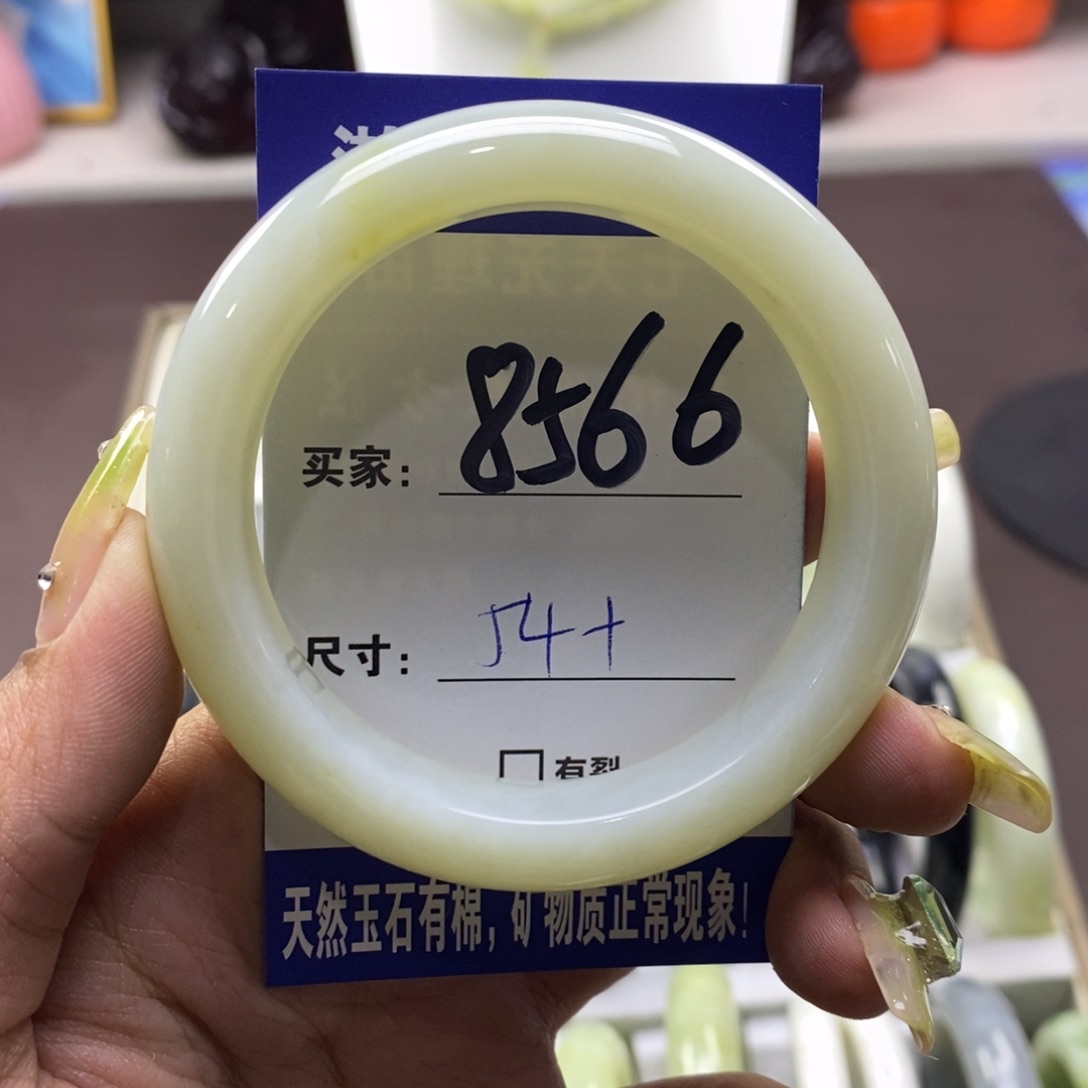 买家：8566
尺寸：54+
□有裂
天然玉石有棉，矿物质正常现象！